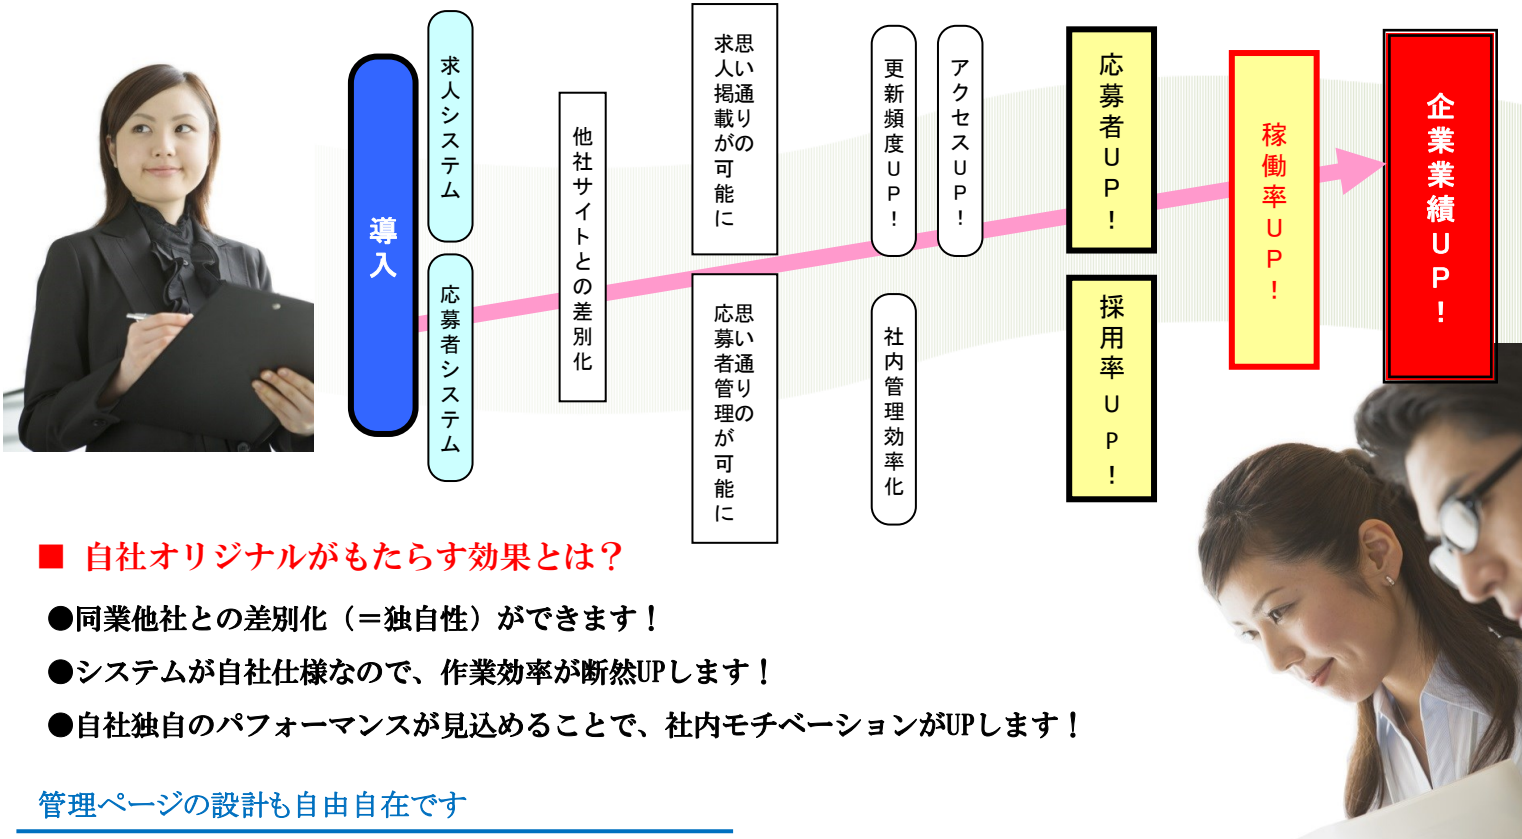 導入
求人システム
応募者システム
他社サイトとの差別化
思い通りの
求人掲載が可能に
思い通りの
応募者管理が可能に
更新頻度UP！
アクセスUP！
社内管理効率化
応募者UP！
採用率UP！
稼働率UP！
企業業績UP！
■ 自社オリジナルがもたらす効果とは？
●同業他社との差別化（＝独自性）ができます！
●システムが自社仕様なので、作業効率が断然UPします！
●自社独自のパフォーマンスが見込めることで、社内モチベーションがUPします！
管理ページの設計も自由自在です